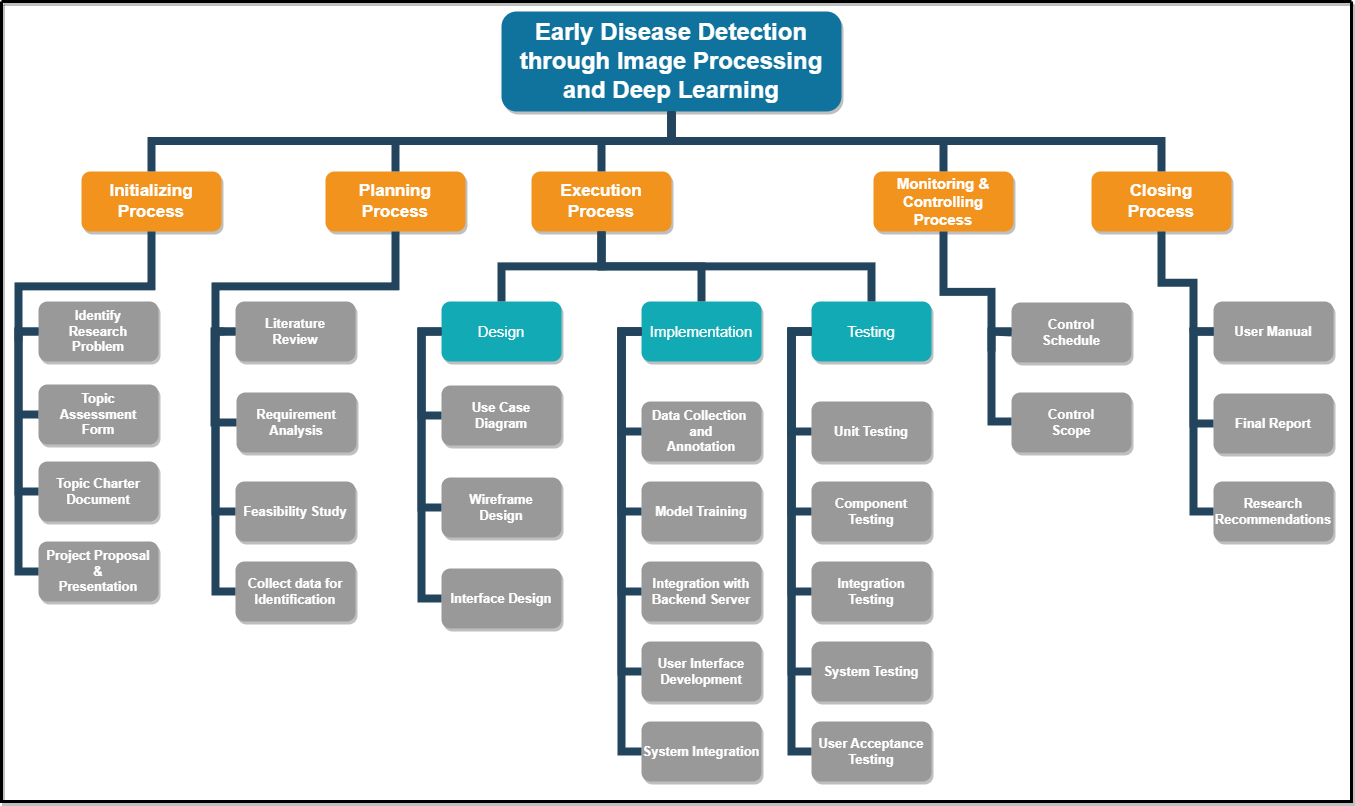 Early Disease Detection
through Image Processing
and Deep Learning
Initializing
Process
Planning
Process
Execution
Process
Monitoring &
Controlling
Process
Closing
Process
Identify
Research
Problem
Topic
Assessment
Form
Topic Charter
Document
Project Proposal
&
Presentation
Literature
Review
Requirement
Analysis
Feasibility Study
Collect data for
Identification
Design
Use Case
Diagram
Wireframe
Design
Interface Design
Implementation
Data Collection
and
Annotation
Model Training
Integration with
Backend Server
User Interface
Development
System Integration
Testing
Unit Testing
Component
Testing
Integration
Testing
System Testing
User Acceptance
Testing
Control
Schedule
Control
Scope
User Manual
Final Report
Research
Recommendations